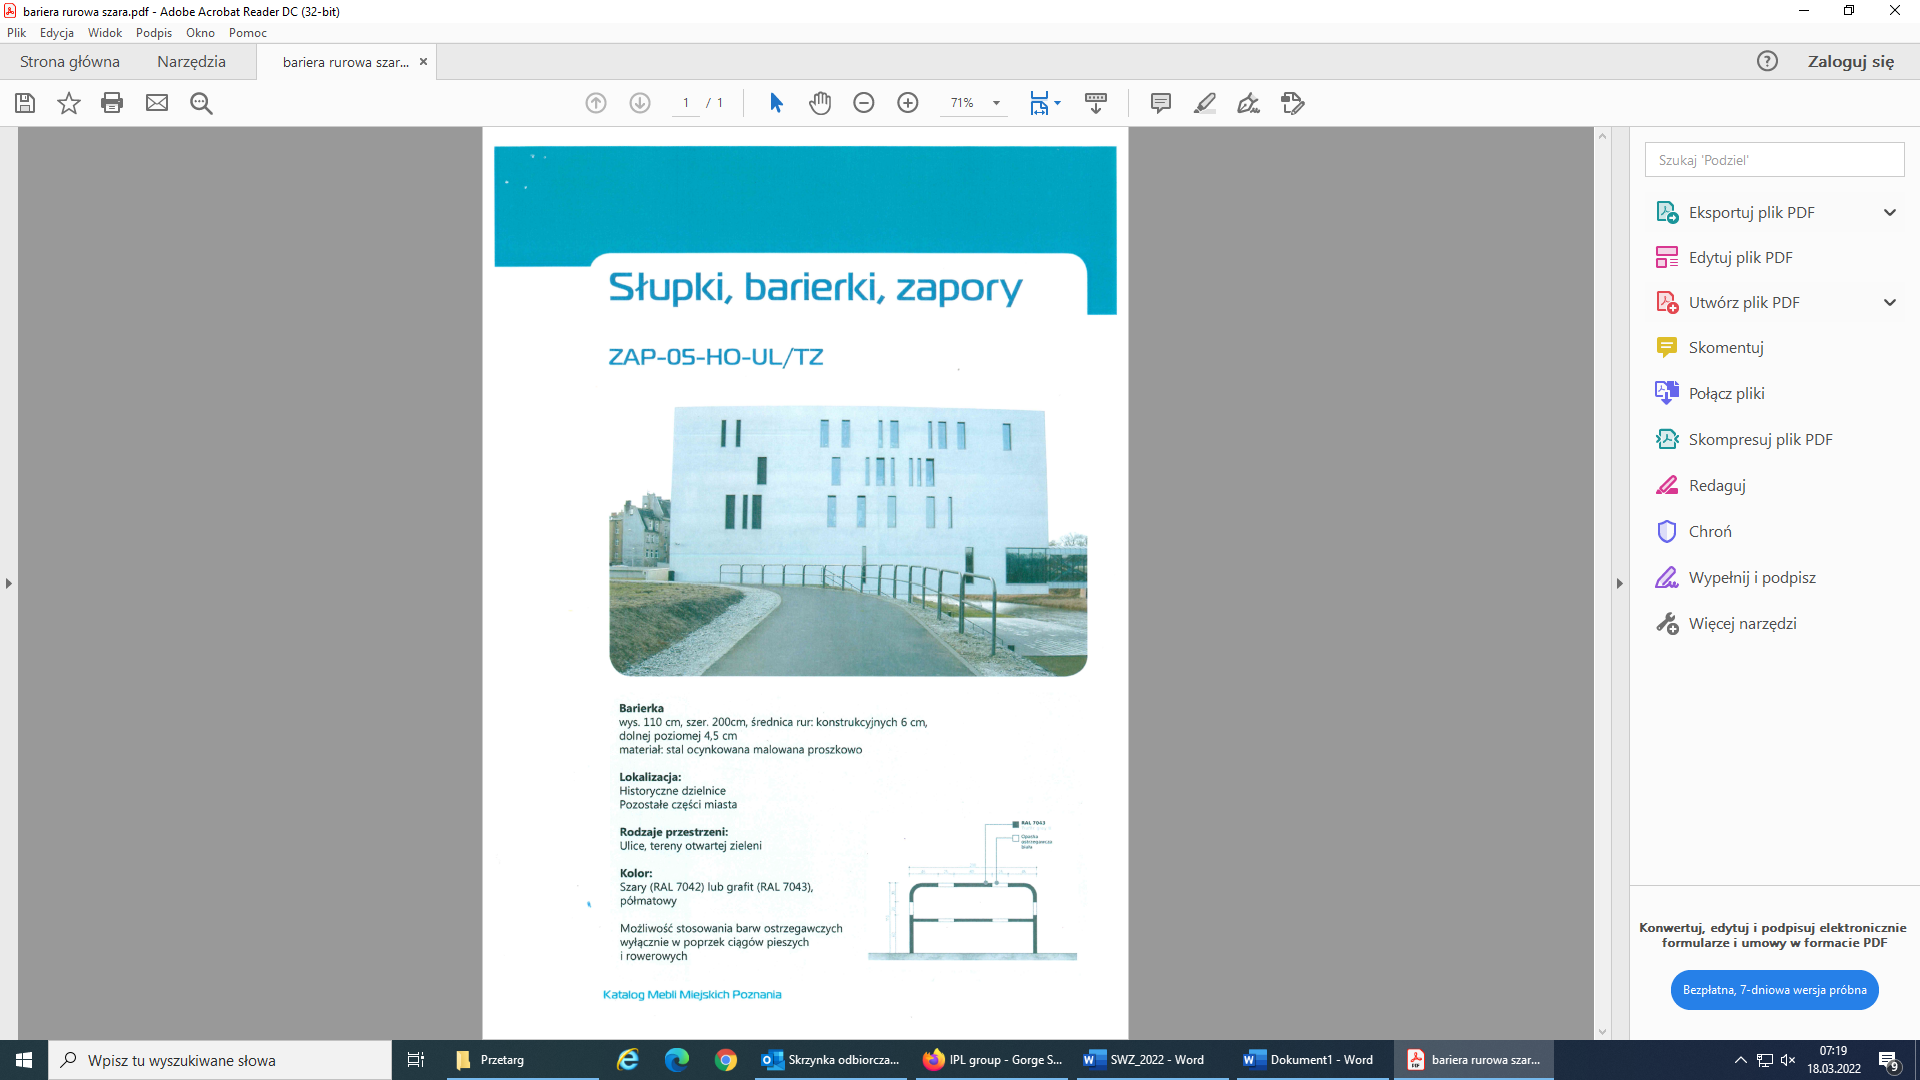 bariera rurowa szara.pdf - Adobe Acrobat Reader DC (32-bit)
Plik Edycja Widok Podpis Okno Pomoc
Strona główna Narzędzia bariera rurowa szar... Zaloguj się
1 / 1 71%
Słupki, barierki, zapory
ZAP-05-HO-UL/TZ
Barierka
wys. 110 cm, szer. 200cm, średnica rur: konstrukcyjnych 6 cm,
dolnej poziomej 4,5 cm
materiał: stal ocynkowana malowana proszkowo
Lokalizacja:
Historyczne dzielnice
Pozostałe części miasta
Rodzaje przestrzeni:
Ulice, tereny otwartej zieleni
Kolor:
Szary (RAL 7042) lub grafit (RAL 7043),
półmatowy
Możliwość stosowania barw ostrzegawczych
wyłącznie w poprzek ciągów pieszych
i rowerowych
RAL 7043
Opaska
ostrzegawcza
biała
Katalog Mebli Miejskich Poznania
Szukaj 'Podziel'
Eksportuj plik PDF
Edytuj plik PDF
Utwórz plik PDF
Skomentuj
Połącz pliki
Skompresuj plik PDF
Redaguj
Chroń
Wypełnij i podpisz
Więcej narzędzi
Konwertuj, edytuj i podpisuj elektronicznie
formularze i umowy w formacie PDF
Bezpłatna, 7-dniowa wersja próbna
Wpisz tu wyszukiwane słowa
Przetarg
Skrzynka odbiorcza...
IPL group - Gorge S...
SWZ_2022 - Word
Dokument1 - Word
bariera rurowa szar...
07:19
18.03.2022
9